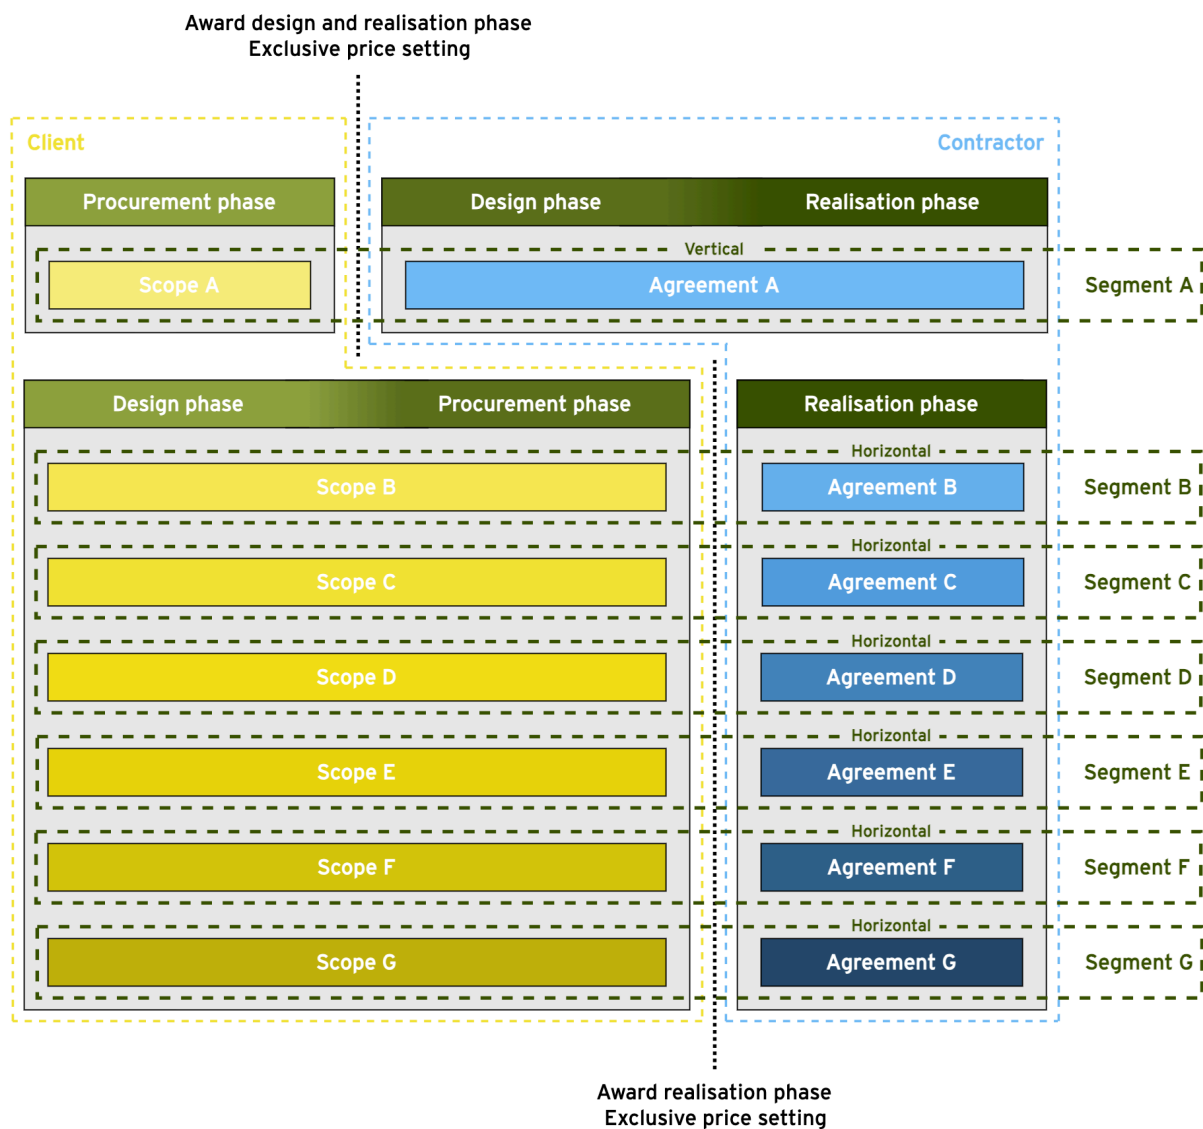 Award design and realisation phase
Exclusive price setting
Client
Contractor
Procurement phase
Design phase
Realisation phase
Vertical
Scope A
Agreement A
Segment A
Design phase
Procurement phase
Realisation phase
Horizontal
Scope B
Agreement B
Segment B
Horizontal
Scope C
Agreement C
Segment C
Horizontal
Scope D
Agreement D
Segment D
Horizontal
Scope E
Agreement E
Segment E
Horizontal
Scope F
Agreement F
Segment F
Horizontal
Scope G
Agreement G
Segment G
Award realisation phase
Exclusive price setting